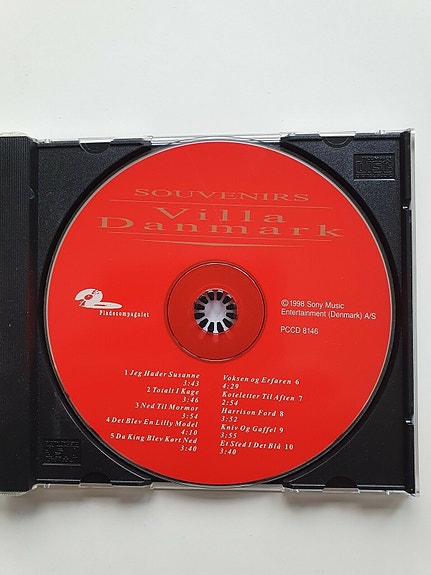 SOUVENIRS
Villa
Danmark
Pladecompagniet
©1998 Sony Music
Entertainment (Denmark) A/S
PCCD 8146
1 Jeg Hader Susanne
3:43
2 Totalt I Kage
3:46
3 Ned Til Mormor
3:54
4 Det Blev En Lilly Model
4:10
5 Da King Blev Kørt Ned
3:40
Voksen og Erfaren 6
4:29
Koteletter Til Aften 7
2:54
Harrison Ford 8
3:52
Kniv Og Gaffel 9
3:55
Et Sted I Det Blå 10
3:40